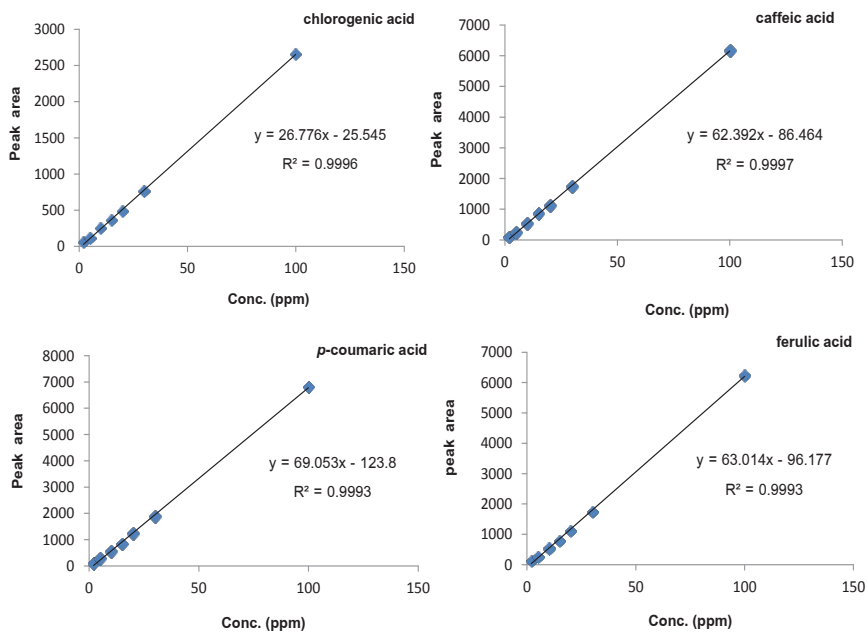 chlorogenic acid
3000
2500
2000
1500
1000
500
0
Peak area
y = 26.776x - 25.545
R² = 0.9996
0 50 100 150
Conc. (ppm)
caffeic acid
7000
6000
5000
4000
3000
2000
1000
0
Peak area
y = 62.392x - 86.464
R² = 0.9997
0 50 100 150
Conc. (ppm)
p-coumaric acid
8000
7000
6000
5000
4000
3000
2000
1000
0
Peak area
y = 69.053x - 123.8
R² = 0.9993
0 50 100 150
Conc. (ppm)
ferulic acid
7000
6000
5000
4000
3000
2000
1000
0
peak area
y = 63.014x - 96.177
R² = 0.9993
0 50 100 150
Conc. (ppm)